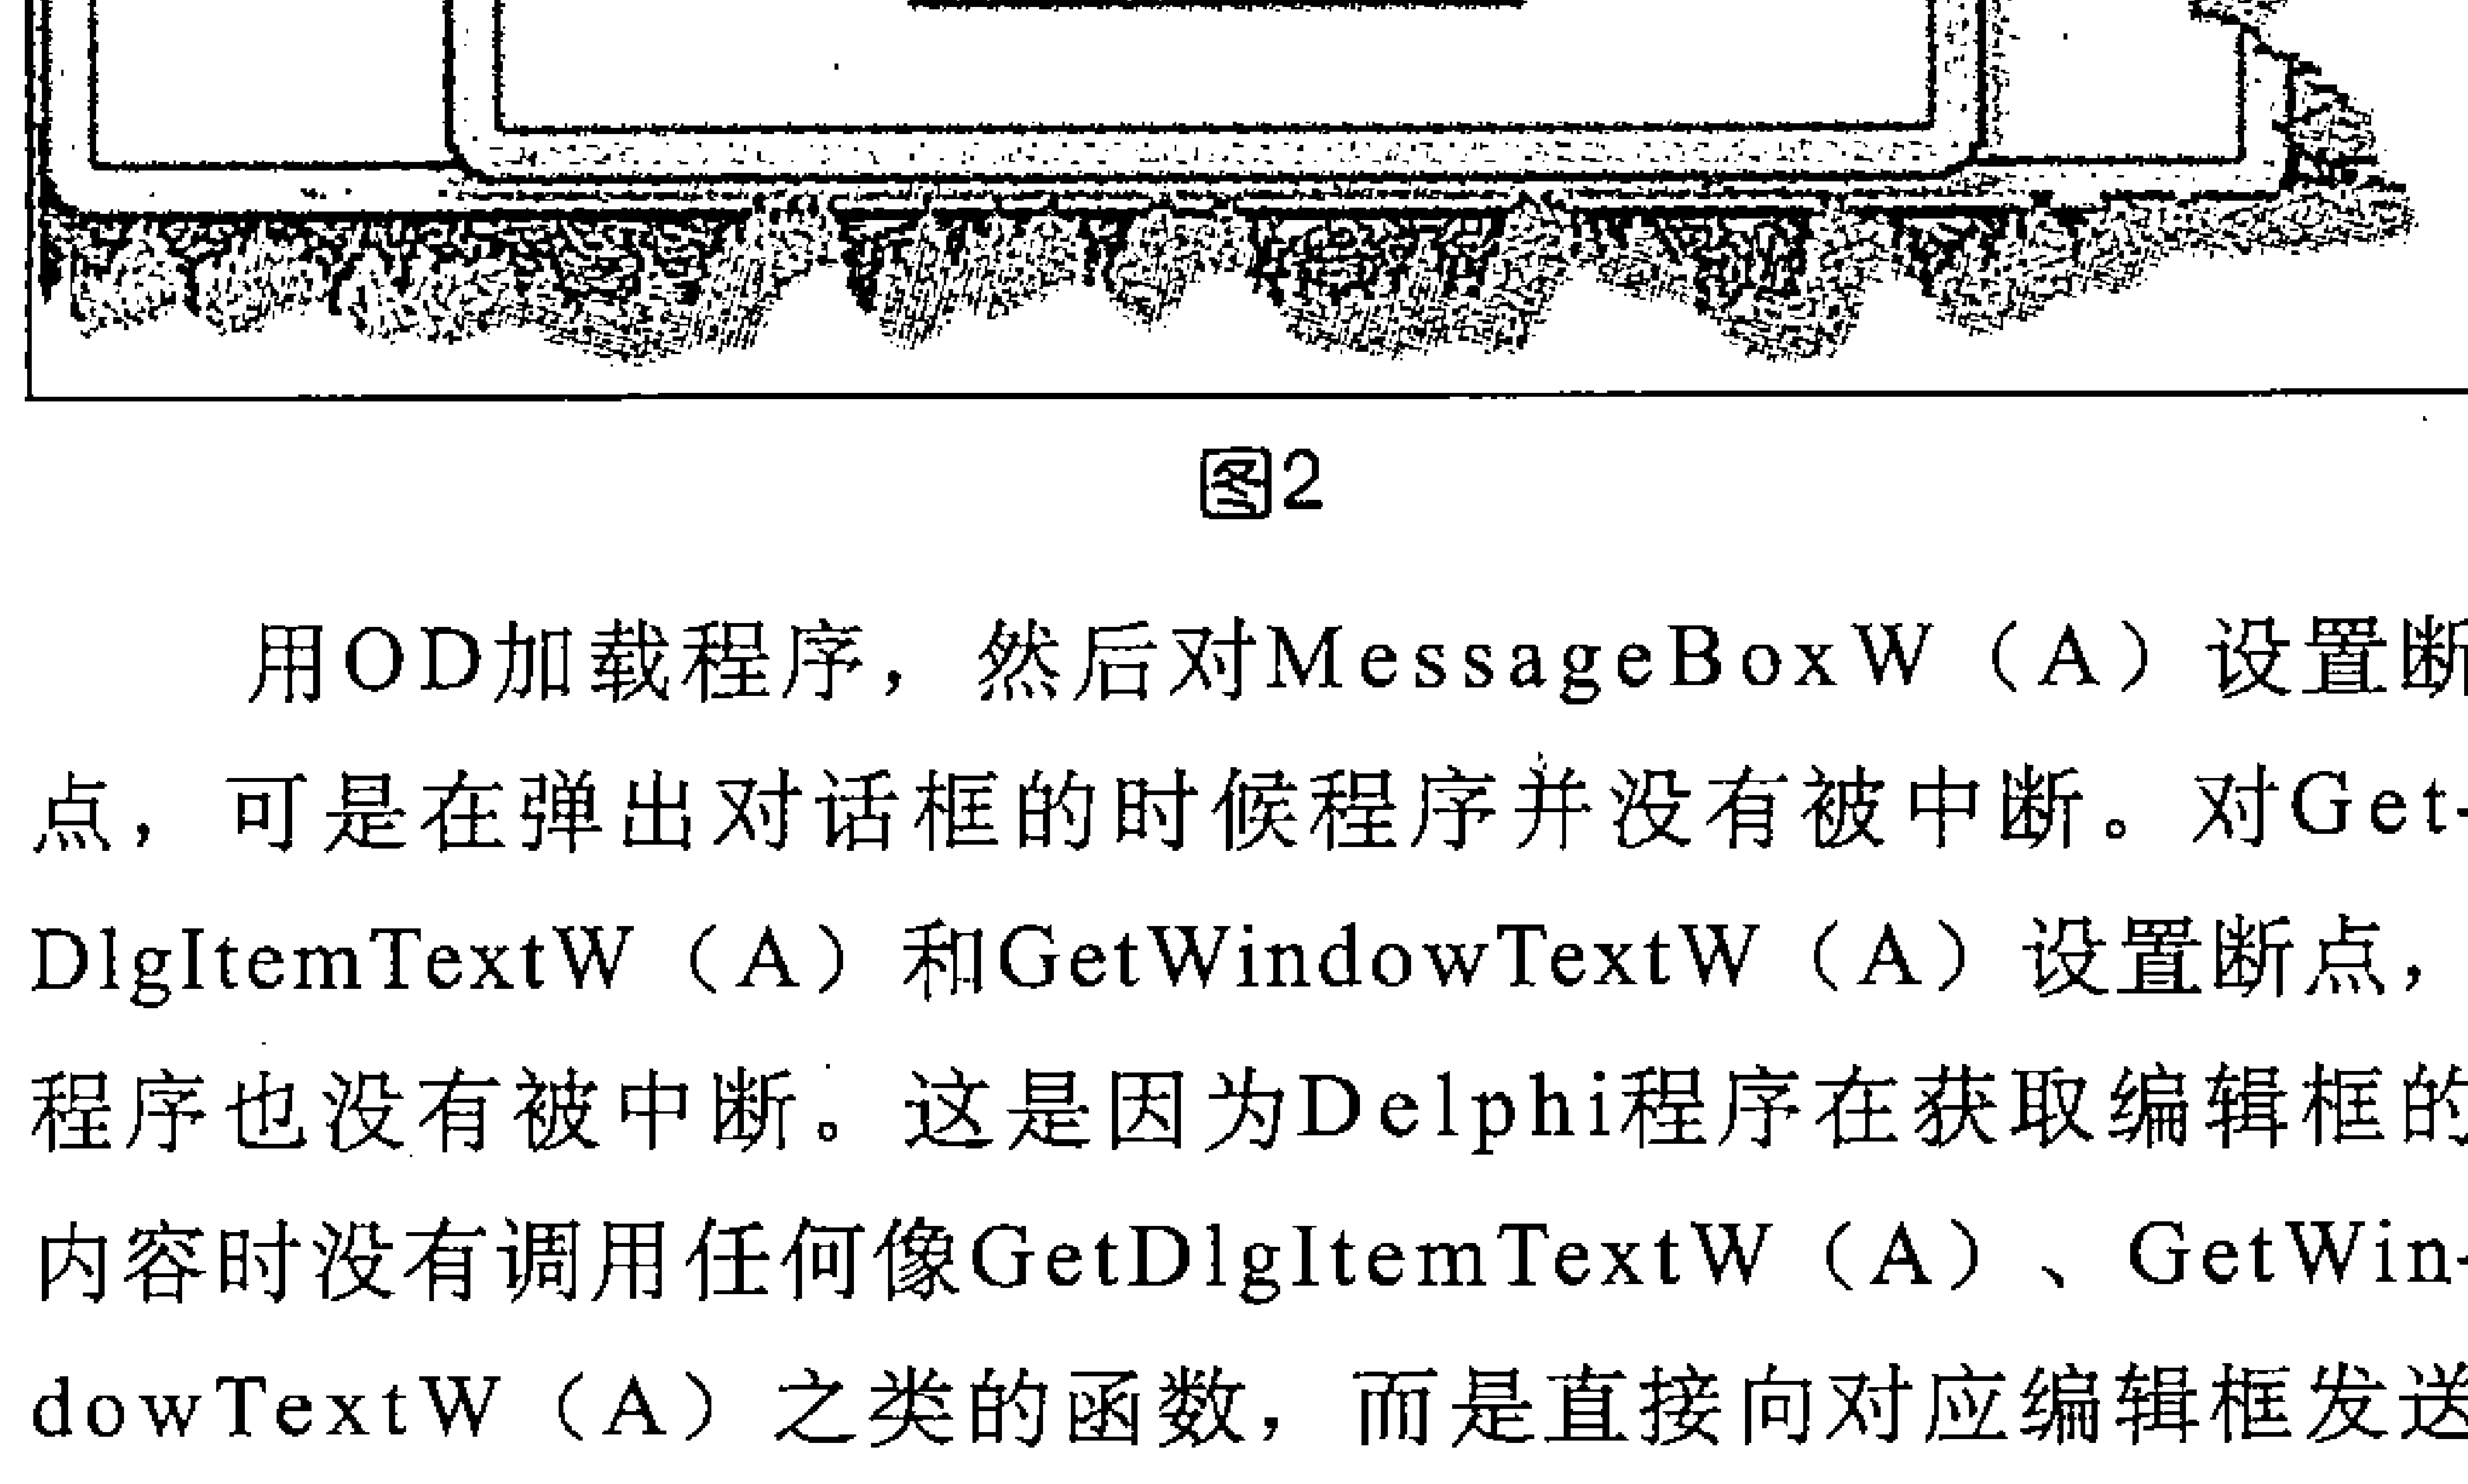 图2
用OD加载程序，然后对MessageBoxW（A）设置断
点，可是在弹出对话框的时候程序并没有被中断。对Get-
DlgItemTextW（A）和GetWindowTextW（A）设置断点，
程序也没有被中断。这是因为Delphi程序在获取编辑框的
内容时没有调用任何像GetDlgItemTextW（A）、GetWin-
dowTextW（A）之类的函数，而是直接向对应编辑框发送